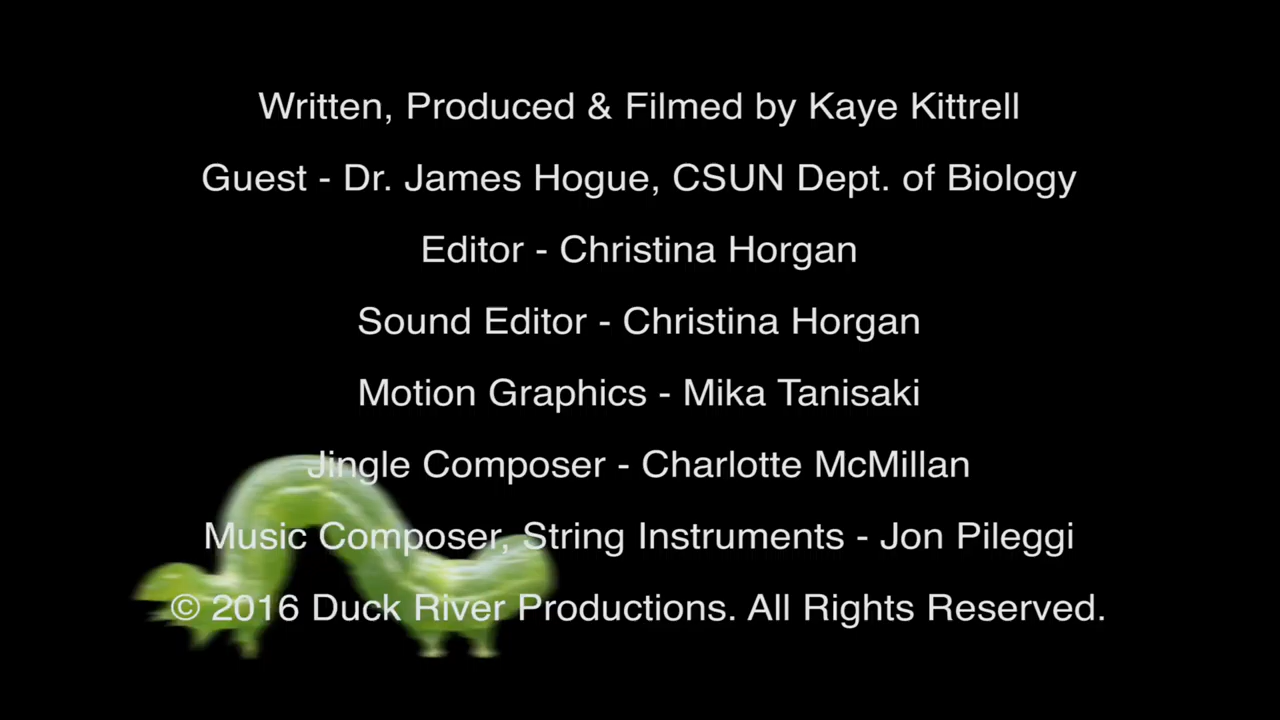 Written, Produced & Filmed by Kaye Kittrell
Guest - Dr. James Hogue, CSUN Dept. of Biology
Editor - Christina Horgan
Sound Editor - Christina Horgan
Motion Graphics - Mika Tanisaki
Jingle Composer - Charlotte McMillan
Music Composer, String Instruments - Jon Pileggi
© 2016 Duck River Productions. All Rights Reserved.